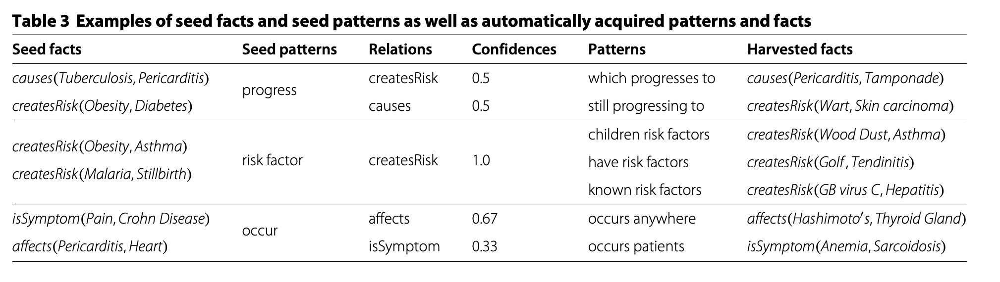 Table 3 Examples of seed facts and seed patterns as well as automatically acquired patterns and facts
Seed facts Seed patterns Relations Confidences Patterns Harvested facts
causes(Tuberculosis, Pericarditis) progress createsRisk 0.5 which progresses to causes(Pericarditis, Tamponade)
createsRisk(Obesity, Diabetes) causes 0.5 still progressing to createsRisk(Wart, Skin carcinoma)
children risk factors createsRisk(Wood Dust, Asthma)
createsRisk(Obesity, Asthma)
risk factor createsRisk 1.0 have risk factors createsRisk(Golf, Tendinitis)
createsRisk(Malaria, Stillbirth)
known risk factors createsRisk(GB virus C, Hepatitis)
isSymptom(Pain, Crohn Disease) occur affects 0.67 occurs anywhere affects(Hashimoto′s, Thyroid Gland)
affects(Pericarditis, Heart) isSymptom 0.33 occurs patients isSymptom(Anemia, Sarcoidosis)